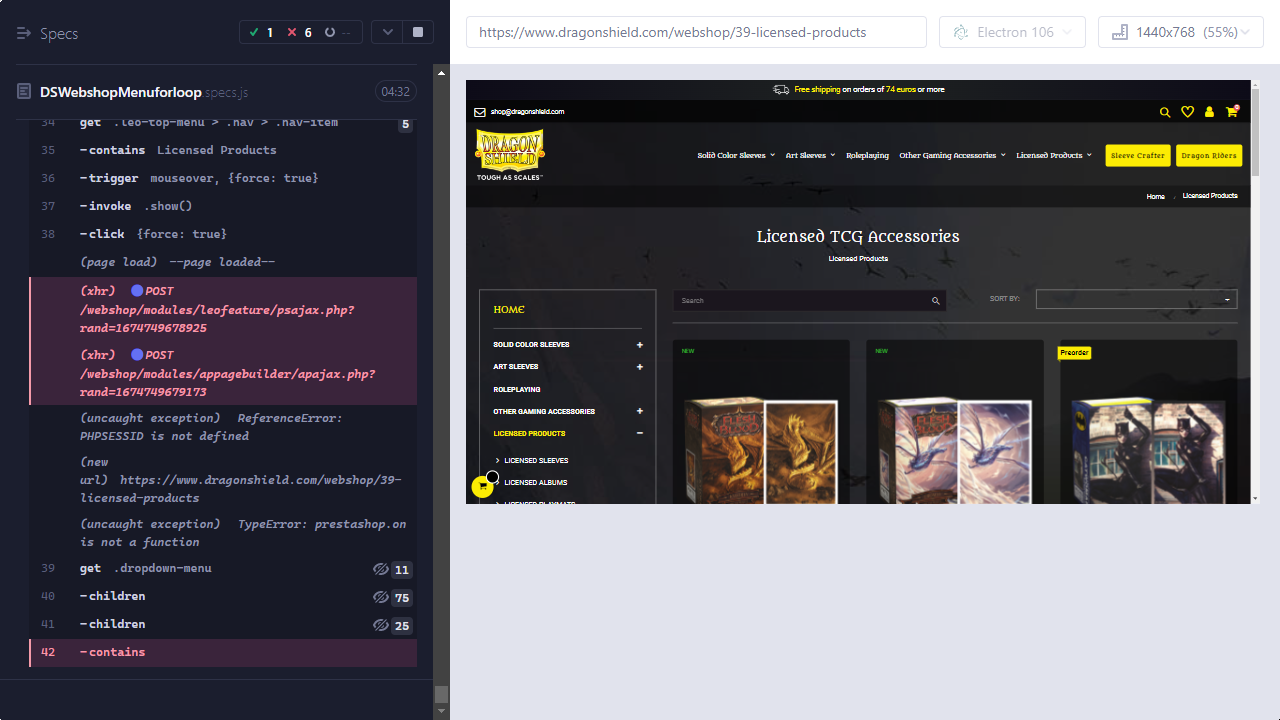 Specs
1
6
--
DSWebshopMenuforloop.specs.js
04:32
34 get .leo-top-menu > .nav > .nav-item 5
35 -contains Licensed Products
36 -trigger mouseover, {force: true}
37 -invoke .show()
38 -click {force: true}
(page load) --page loaded--
(xhr) POST
/webshop/modules/leofeature/psajax.php?
rand=1674749678925
(xhr) POST
/webshop/modules/appagebuilder/apajax.php?
rand=1674749679173
(uncaught exception) ReferenceError:
PHPSESSID is not defined
(new
url) https://www.dragonshield.com/webshop/39-
licensed-products
(uncaught exception) TypeError: prestashop.on
is not a function
39 get .dropdown-menu 11
40 -children 75
41 -children 25
42 -contains
https://www.dragonshield.com/webshop/39-licensed-products
Electron 106
1440x768 (55%)
Free shipping on orders of 74 euros or more
shop@dragonshield.com
DRAGON
SHIELD
TOUGH AS SCALES
Solid Color Sleeves
Art Sleeves
Roleplaying
Other Gaming Accessories
Licensed Products
Sleeve Crafter
Dragon Riders
Home / Licensed Products
Licensed TCG Accessories
Licensed Products
HOME
SOLID COLOR SLEEVES +
ART SLEEVES +
ROLEPLAYING
OTHER GAMING ACCESSORIES +
LICENSED PRODUCTS −
> LICENSED SLEEVES
> LICENSED ALBUMS
LICENSED PLAYMATS
Search
SORT BY:
NEW
NEW
Preorder
FLESH
BLOOD
FLESH
BLOOD